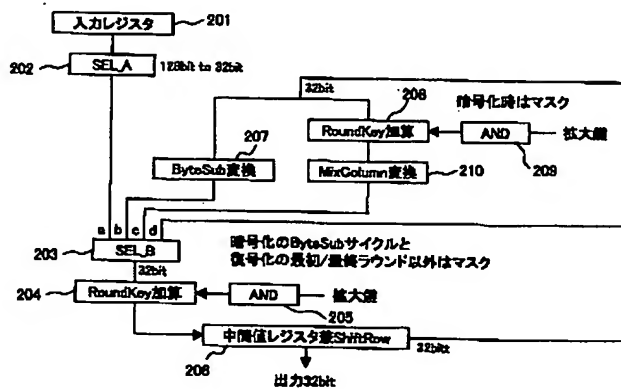 入力レジスタ
201
202
SEL_A
128bit to 32bit
32bit
208
暗号化時はマスク
207
RoundKey加算
AND
拡大鍵
ByteSub変換
MixColumn変換
210
209
a b c d
203
SEL_B
32bit
暗号化のByteSubサイクルと
復号化の最初/最終ラウンド以外はマスク
204
RoundKey加算
AND
拡大鍵
205
中間値レジスタ兼ShiftRow
32bit
206
出力32bit